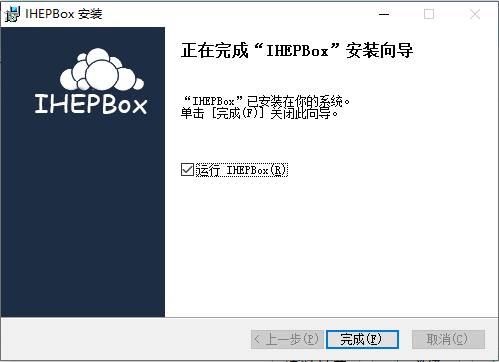 IHEPBox 安装
IHEPBox
正在完成“IHEPBox”安装向导
“IHEPBox”已安装在你的系统。
单击 [完成(F)] 关闭此向导。
运行 IHEPBox(R)
< 上一步(P)
完成(F)
取消(C)